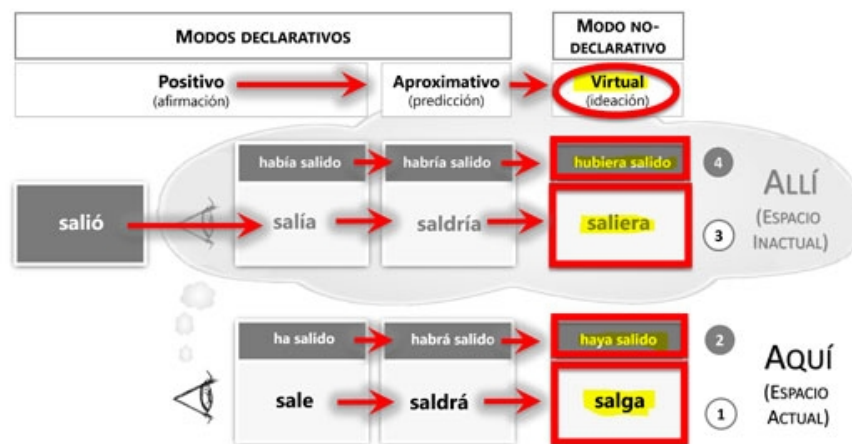 MODOS DECLARATIVOS
MODO NO-
DECLARATIVO
Positivo
(afirmación)
Aproximativo
(predicción)
Virtual
(ideación)
había salido
habría salido
hubiera salido
4
salió
salía
saldría
saliera
3
ALLÍ
(ESPACIO
INACTUAL)
ha salido
habrá salido
haya salido
2
sale
saldrá
salga
1
AQUÍ
(ESPACIO
ACTUAL)